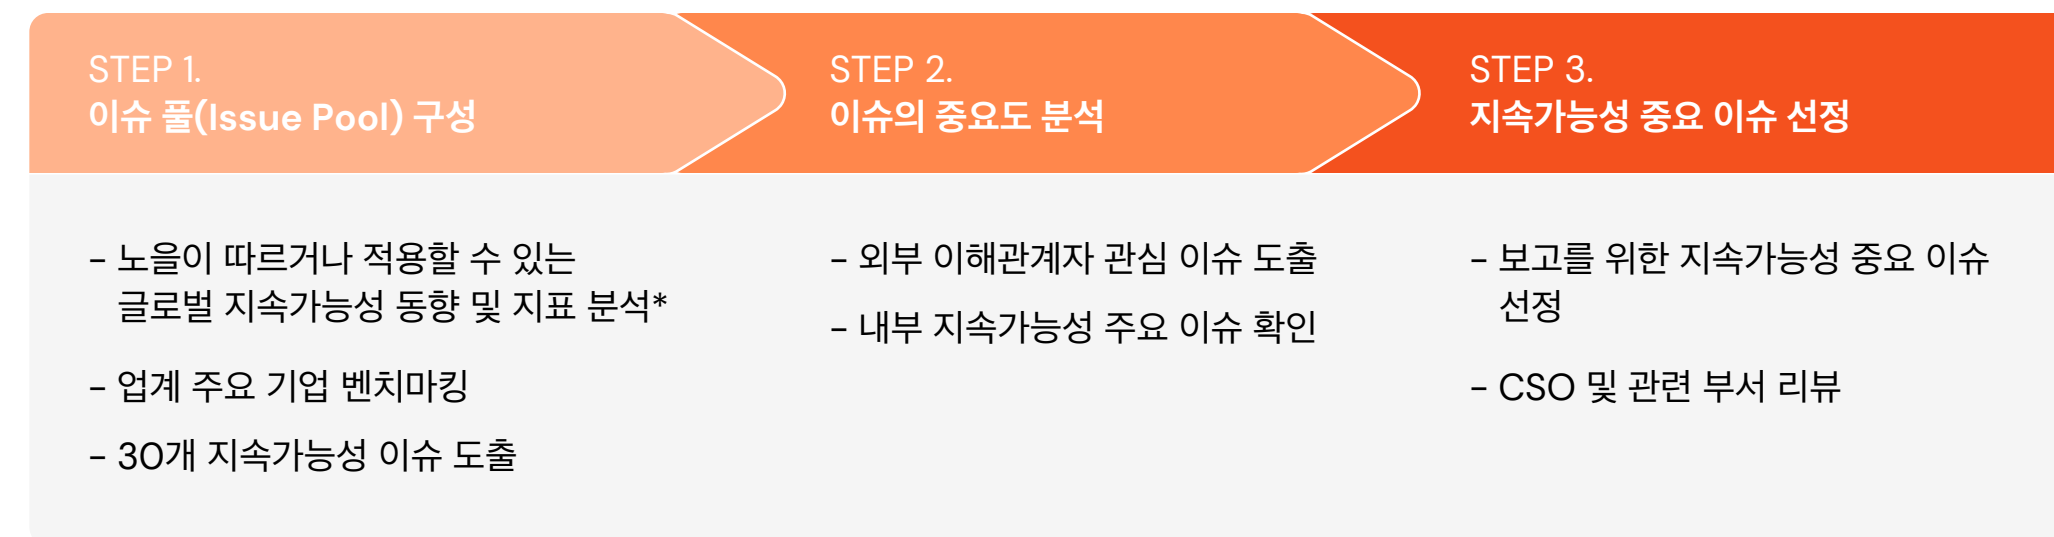 STEP 1.
이슈 풀(Issue Pool) 구성
- 노을이 따르거나 적용할 수 있는
글로벌 지속가능성 동향 및 지표 분석*
- 업계 주요 기업 벤치마킹
- 30개 지속가능성 이슈 도출
STEP 2.
이슈의 중요도 분석
- 외부 이해관계자 관심 이슈 도출
- 내부 지속가능성 주요 이슈 확인
STEP 3.
지속가능성 중요 이슈 선정
- 보고를 위한 지속가능성 중요 이슈
선정
- CSO 및 관련 부서 리뷰